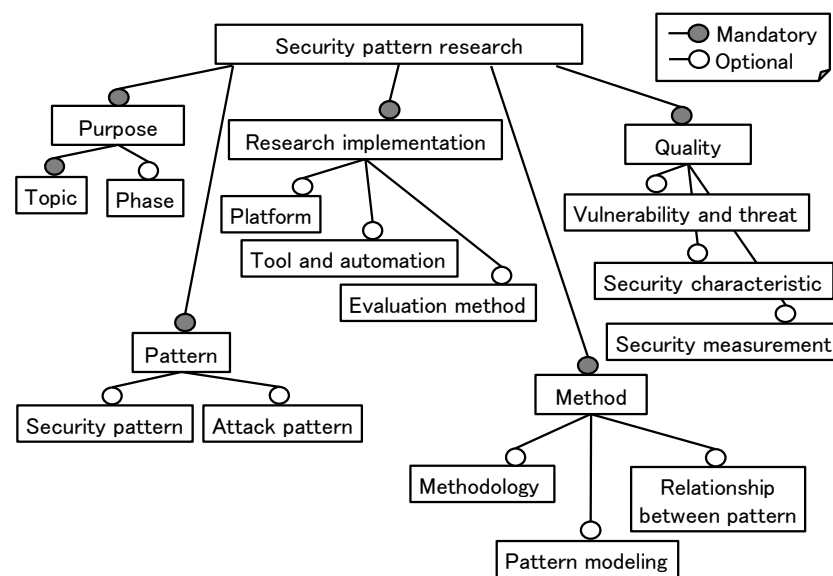 Security pattern research
Mandatory
Optional
Purpose
Topic
Phase
Research implementation
Platform
Tool and automation
Evaluation method
Quality
Vulnerability and threat
Security characteristic
Security measurement
Pattern
Security pattern
Attack pattern
Method
Methodology
Relationship
between pattern
Pattern modeling